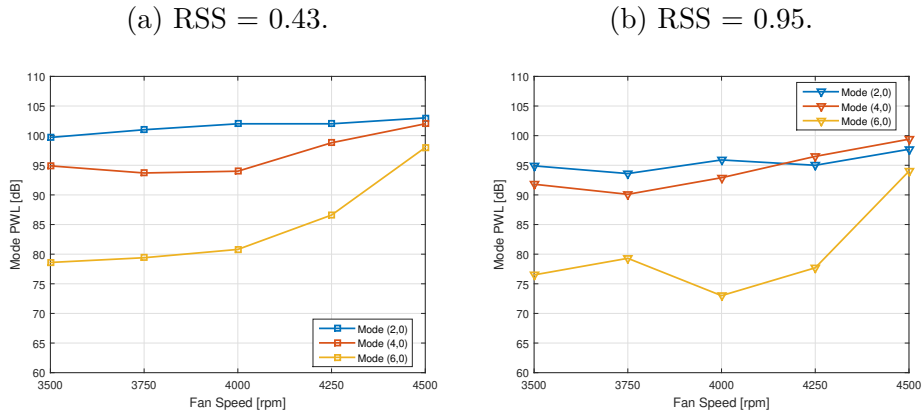 (a) RSS = 0.43.
(b) RSS = 0.95.
110
105
100
95
90
85
80
75
70
65
60
Mode PWL [dB]
3500
3750
4000
4250
4500
Fan Speed [rpm]
Mode (2,0)
Mode (4,0)
Mode (6,0)
110
105
100
95
90
85
80
75
70
65
60
Mode PWL [dB]
3500
3750
4000
4250
4500
Fan Speed [rpm]
Mode (2,0)
Mode (4,0)
Mode (6,0)